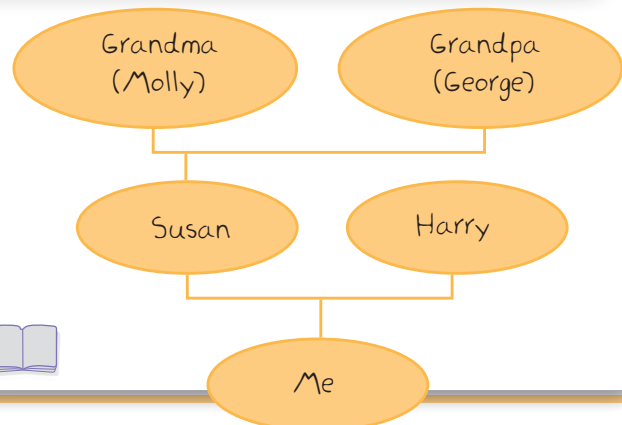 Grandma
(Molly)
Grandpa
(George)
Susan
Harry
Me